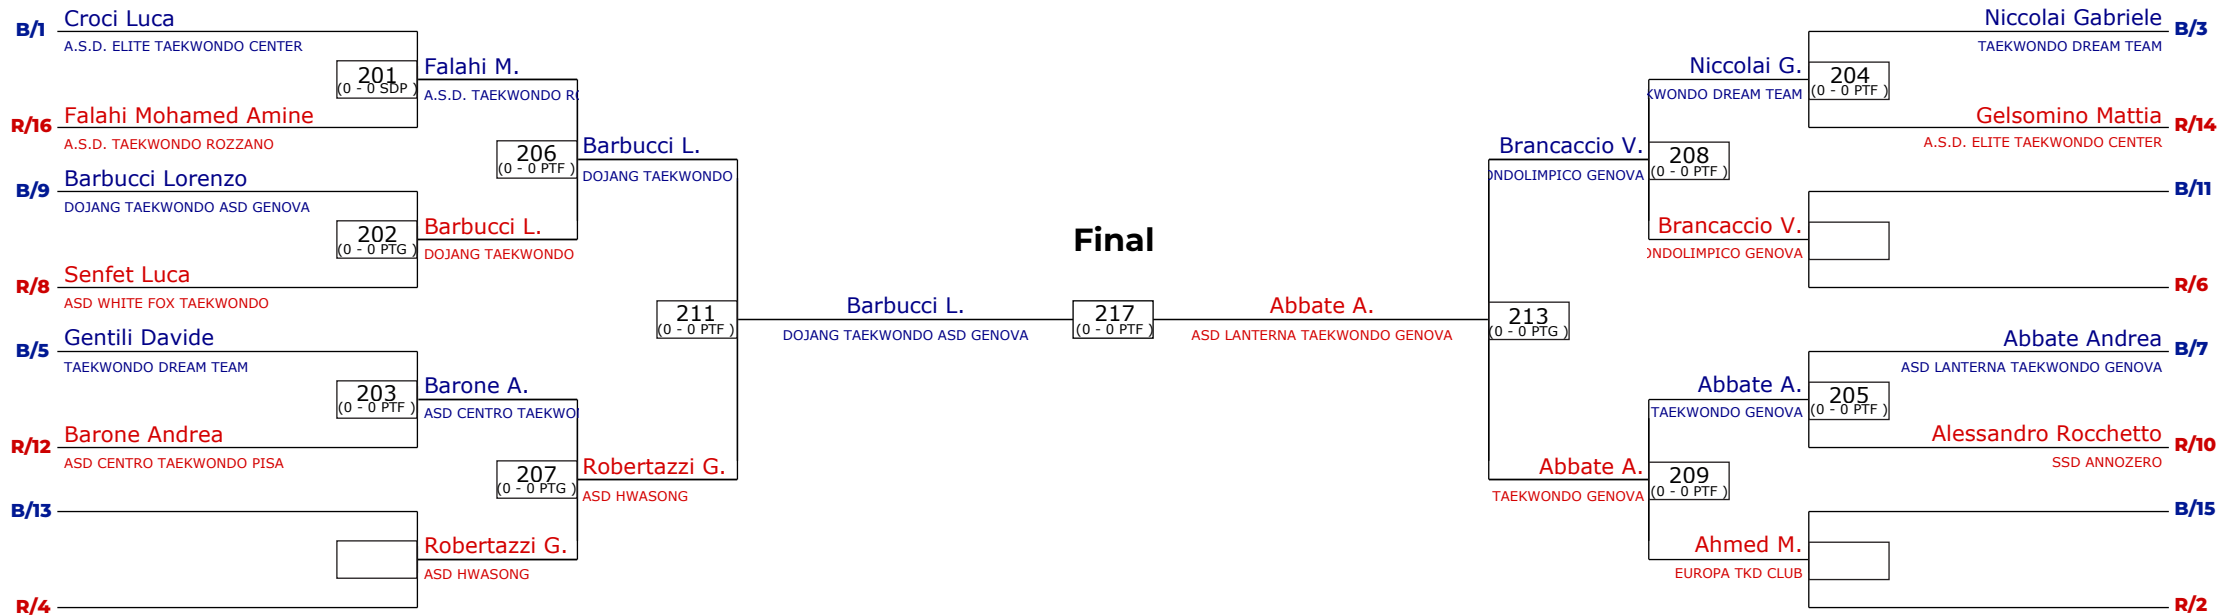 Croci Luca
B/1
A.S.D. ELITE TAEKWONDO CENTER
201
(0 - 0 SDP )
Falahi M.
A.S.D. TAEKWONDO R
Falahi Mohamed Amine
R/16
A.S.D. TAEKWONDO ROZZANO
206
(0 - 0 PTF )
Barbucci L.
DOJANG TAEKWONDO
Barbucci Lorenzo
B/9
DOJANG TAEKWONDO ASD GENOVA
202
(0 - 0 PTG )
Barbucci L.
DOJANG TAEKWONDO
Senfet Luca
R/8
ASD WHITE FOX TAEKWONDO
211
(0 - 0 PTF )
Gentili Davide
B/5
TAEKWONDO DREAM TEAM
203
(0 - 0 PTF )
Barone A.
ASD CENTRO TAEKWO
Barone Andrea
R/12
ASD CENTRO TAEKWONDO PISA
207
(0 - 0 PTG )
Robertazzi G.
ASD HWASONG
B/13
Robertazzi G.
ASD HWASONG
R/4
Final
Barbucci L.
DOJANG TAEKWONDO ASD GENOVA
217
(0 - 0 PTF )
Abbate A.
ASD LANTERNA TAEKWONDO GENOVA
213
(0 - 0 PTG )
Niccolai Gabriele
B/3
TAEKWONDO DREAM TEAM
Niccolai G.
KWONDO DREAM TEAM
204
(0 - 0 PTF )
Gelsomino Mattia
R/14
A.S.D. ELITE TAEKWONDO CENTER
Brancaccio V.
ONDOLIMPICO GENOVA
208
(0 - 0 PTF )
B/11
Brancaccio V.
ONDOLIMPICO GENOVA
R/6
Abbate Andrea
B/7
ASD LANTERNA TAEKWONDO GENOVA
Abbate A.
TAEKWONDO GENOVA
205
(0 - 0 PTF )
Alessandro Rocchetto
R/10
SSD ANNOZERO
Abbate A.
TAEKWONDO GENOVA
209
(0 - 0 PTF )
B/15
Ahmed M.
EUROPA TKD CLUB
R/2